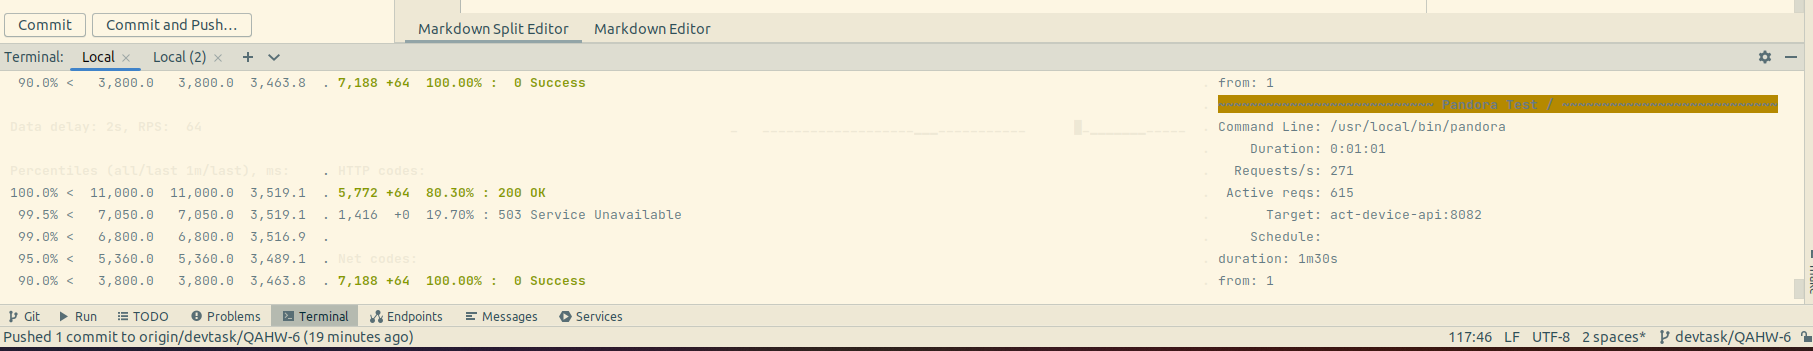 Commit Commit and Push...
Markdown Split Editor Markdown Editor
Terminal: Local × Local (2) × +
90.0% < 3,800.0 3,800.0 3,463.8 . 7,188 +64 100.00% : 0 Success from: 1
~~~~~~~~~~~~~~~~~~~~~~~~~~~ Pandora Test / ~~~~~~~~~~~~~~~~~~~~~~~~~~~
Data delay: 2s, RPS: 64 Command Line: /usr/local/bin/pandora
Duration: 0:01:01
Percentiles (all/last 1m/last), ms: . HTTP codes: Requests/s: 271
100.0% < 11,000.0 11,000.0 3,519.1 . 5,772 +64 80.30% : 200 OK Active reqs: 615
99.5% < 7,050.0 7,050.0 3,519.1 . 1,416 +0 19.70% : 503 Service Unavailable Target: act-device-api:8082
99.0% < 6,800.0 6,800.0 3,516.9 . Schedule:
95.0% < 5,360.0 5,360.0 3,489.1 . Net codes: duration: 1m30s
90.0% < 3,800.0 3,800.0 3,463.8 . 7,188 +64 100.00% : 0 Success from: 1
Git Run TODO Problems Terminal Endpoints Messages Services
Pushed 1 commit to origin/devtask/QAHW-6 (19 minutes ago) 117:46 LF UTF-8 2 spaces* devtask/QAHW-6